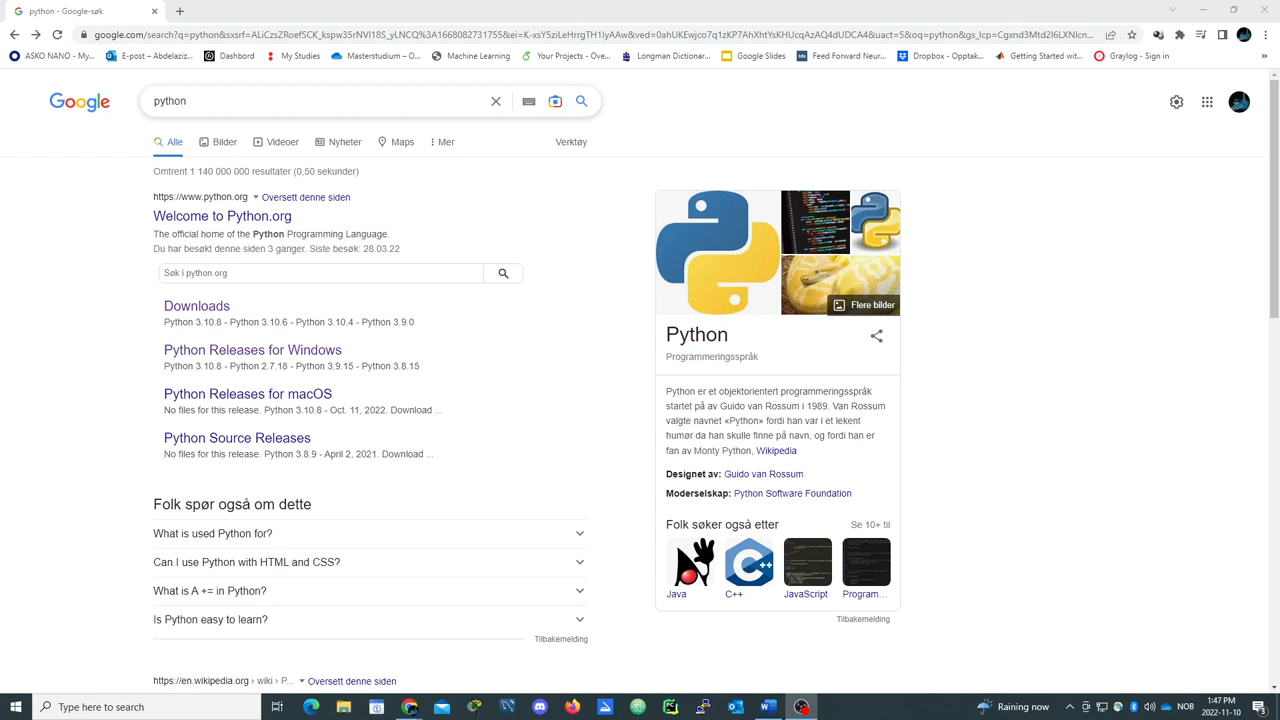 python - Google-søk
google.com/search?q=python&sxsrf=
ASKO NANO - My St...
E-post – Abdelaziz...
Dashbord
My Studies
Masterstudium – O...
Machine Learning
Your Projects - Ove...
Longman Dictionar...
Google Slides
Feed Forward Neur...
Dropbox - Opptak...
Getting Started wit...
Graylog - Sign in
»
Google
python
Alle
Bilder
Videoer
Nyheter
Maps
Mer
Verktøy
Omtrent 1 140 000 000 resultater (0,50 sekunder)
https://www.python.org Oversett denne siden
Welcome to Python.org
The official home of the Python Programming Language.
Du har besøkt denne siden 3 ganger. Siste besøk: 28.03.22
Søk i python.org
Downloads
Python 3.10.8 - Python 3.10.6 - Python 3.10.4 - Python 3.9.0
Python Releases for Windows
Python 3.10.8 - Python 2.7.18 - Python 3.9.15 - Python 3.8.15
Python Releases for macOS
No files for this release. Python 3.10.8 - Oct. 11, 2022. Download ...
Python Source Releases
No files for this release. Python 3.8.9 - April 2, 2021. Download ...
Folk spør også om dette
What is used Python for?
Can I use Python with HTML and CSS?
What is A += in Python?
Is Python easy to learn?
Tilbakemelding
https://en.wikipedia.org › wiki › P... Oversett denne siden
Flere bilder
Python
Programmeringsspråk
Python er et objektorientert programmeringsspråk
startet på av Guido van Rossum i 1989. Van Rossum
valgte navnet «Python» fordi han var i et lekent
humør da han skulle finne på navn, og fordi han er
fan av Monty Python, Wikipedia
Designet av: Guido van Rossum
Moderselskap: Python Software Foundation
Folk søker også etter
Se 10+ til
Java
C++
JavaScript
Program...
Tilbakemelding
Type here to search
Raining now
NOB
1:47 PM
2022-11-10